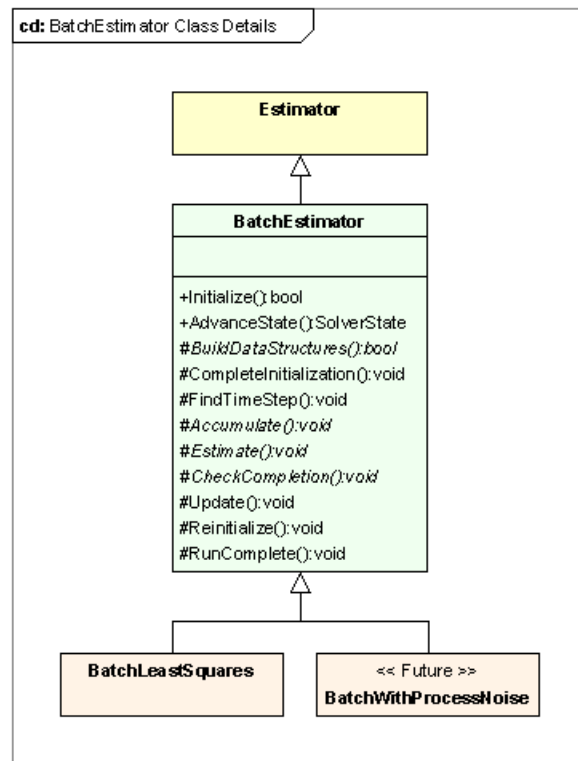 cd: BatchEstimator Class Details
Estimator
BatchEstimator
+Initialize():bool
+AdvanceState():SolverState
#BuildDataStructures():bool
#CompleteInitialization():void
#FindTimeStep():void
#Accumulate():void
#Estimate():void
#CheckCompletion():void
#Update():void
#Reinitialize():void
#RunComplete():void
BatchLeastSquares
<< Future >>
BatchWithProcessNoise